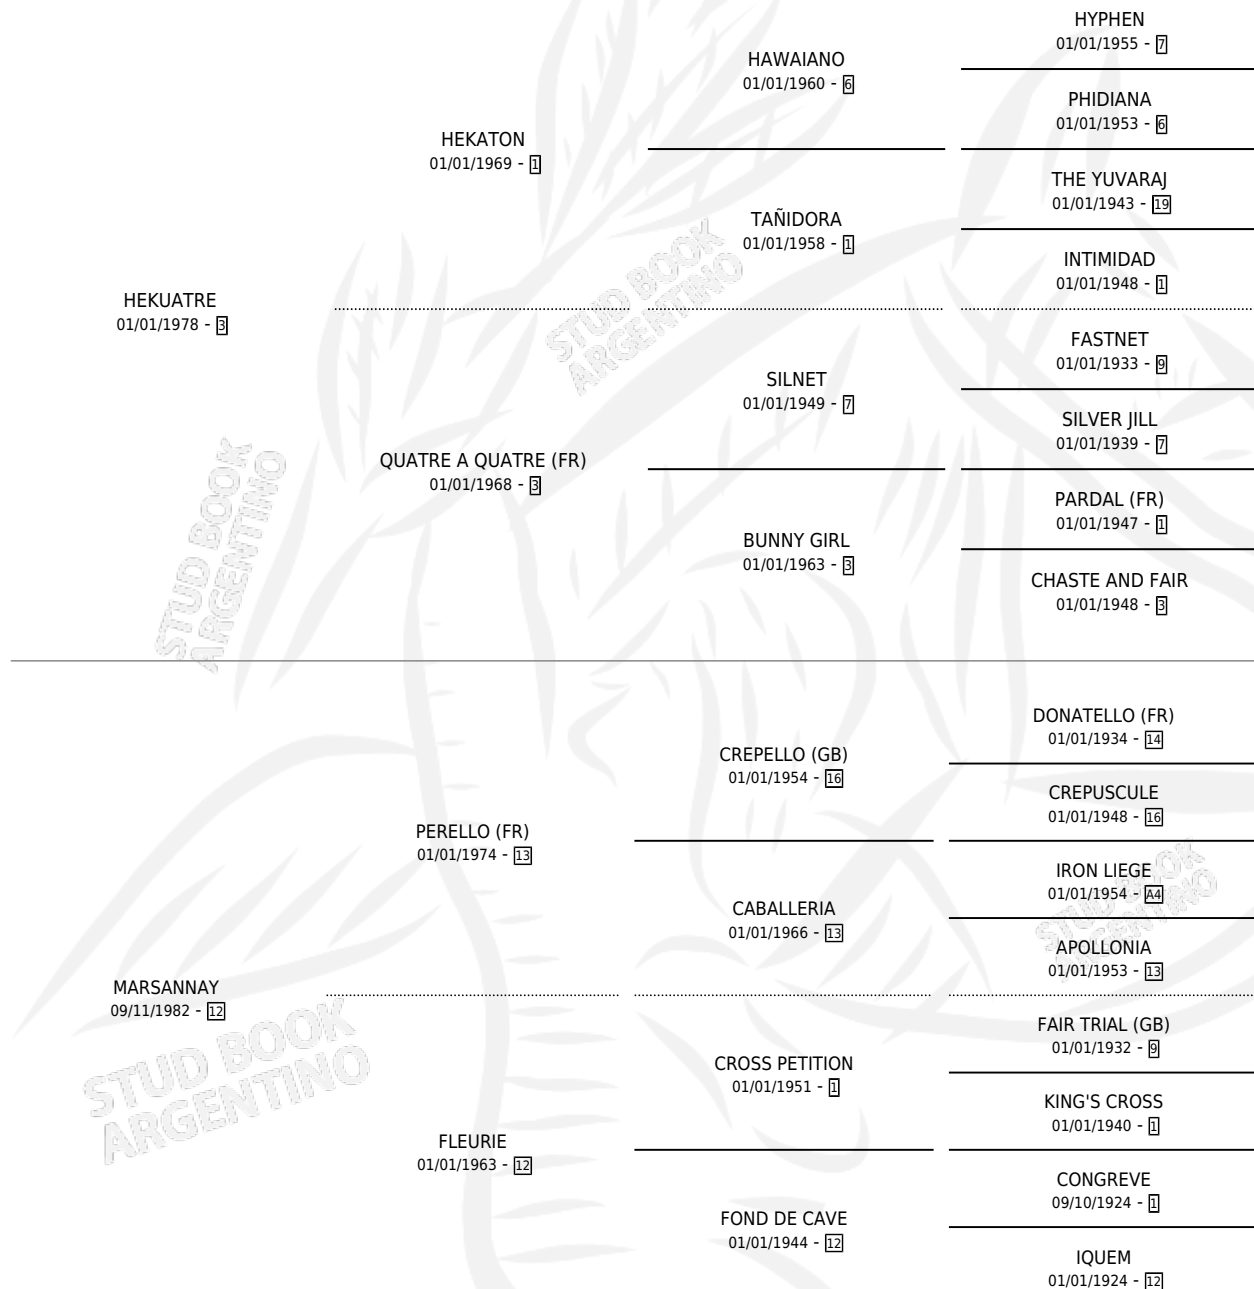 HYPHEN
01/01/1955 - 7
HAWAIANO
01/01/1960 - 6
PHIDIANA
01/01/1953 - 6
HEKATON
01/01/1969 - 1
THE YUVARAJ
01/01/1943 - 19
TAÑIDORA
01/01/1958 - 1
INTIMIDAD
01/01/1948 - 1
HEKUATRE
01/01/1978 - 3
FASTNET
01/01/1933 - 9
SILNET
01/01/1949 - 7
SILVER JILL
01/01/1939 - 7
QUATRE A QUATRE (FR)
01/01/1968 - 3
PARDAL (FR)
01/01/1947 - 1
BUNNY GIRL
01/01/1963 - 3
CHASTE AND FAIR
01/01/1948 - 3
DONATELLO (FR)
01/01/1934 - 14
CREPELLO (GB)
01/01/1954 - 16
CREPUSCULE
01/01/1948 - 16
PERELLO (FR)
01/01/1974 - 13
IRON LIEGE
01/01/1954 - A4
CABALLERIA
01/01/1966 - 13
APOLLONIA
01/01/1953 - 13
MARSANNAY
09/11/1982 - 12
FAIR TRIAL (GB)
01/01/1932 - 9
CROSS PETITION
01/01/1951 - 1
KING'S CROSS
01/01/1940 - 1
FLEURIE
01/01/1963 - 12
CONGREVE
09/10/1924 - 1
FOND DE CAVE
01/01/1944 - 12
IQUEM
01/01/1924 - 12
STUD BOOK
ARGENTINO
STUD BOOK
ARGENTINO
STUD BOOK
ARGENTINO
STUD BOOK
ARGENTINO